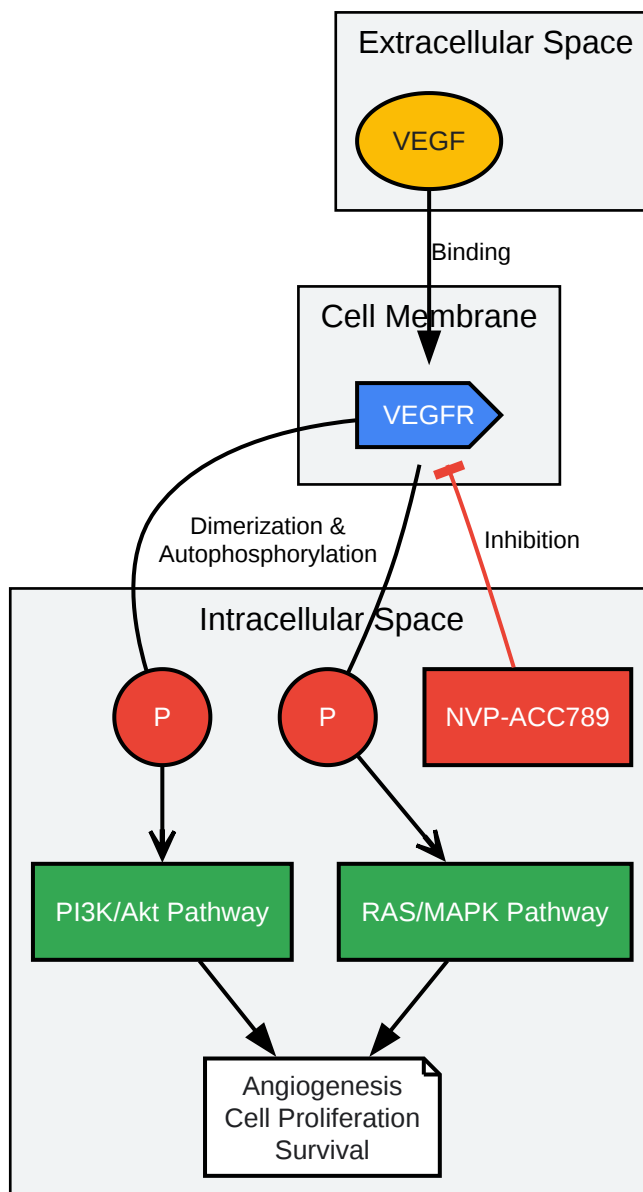 Extracellular Space
VEGF
Binding
Cell Membrane
VEGFR
Dimerization &
Autophosphorylation
Inhibition
Intracellular Space
P
P
NVP-ACC789
PI3K/Akt Pathway
RAS/MAPK Pathway
Angiogenesis
Cell Proliferation
Survival